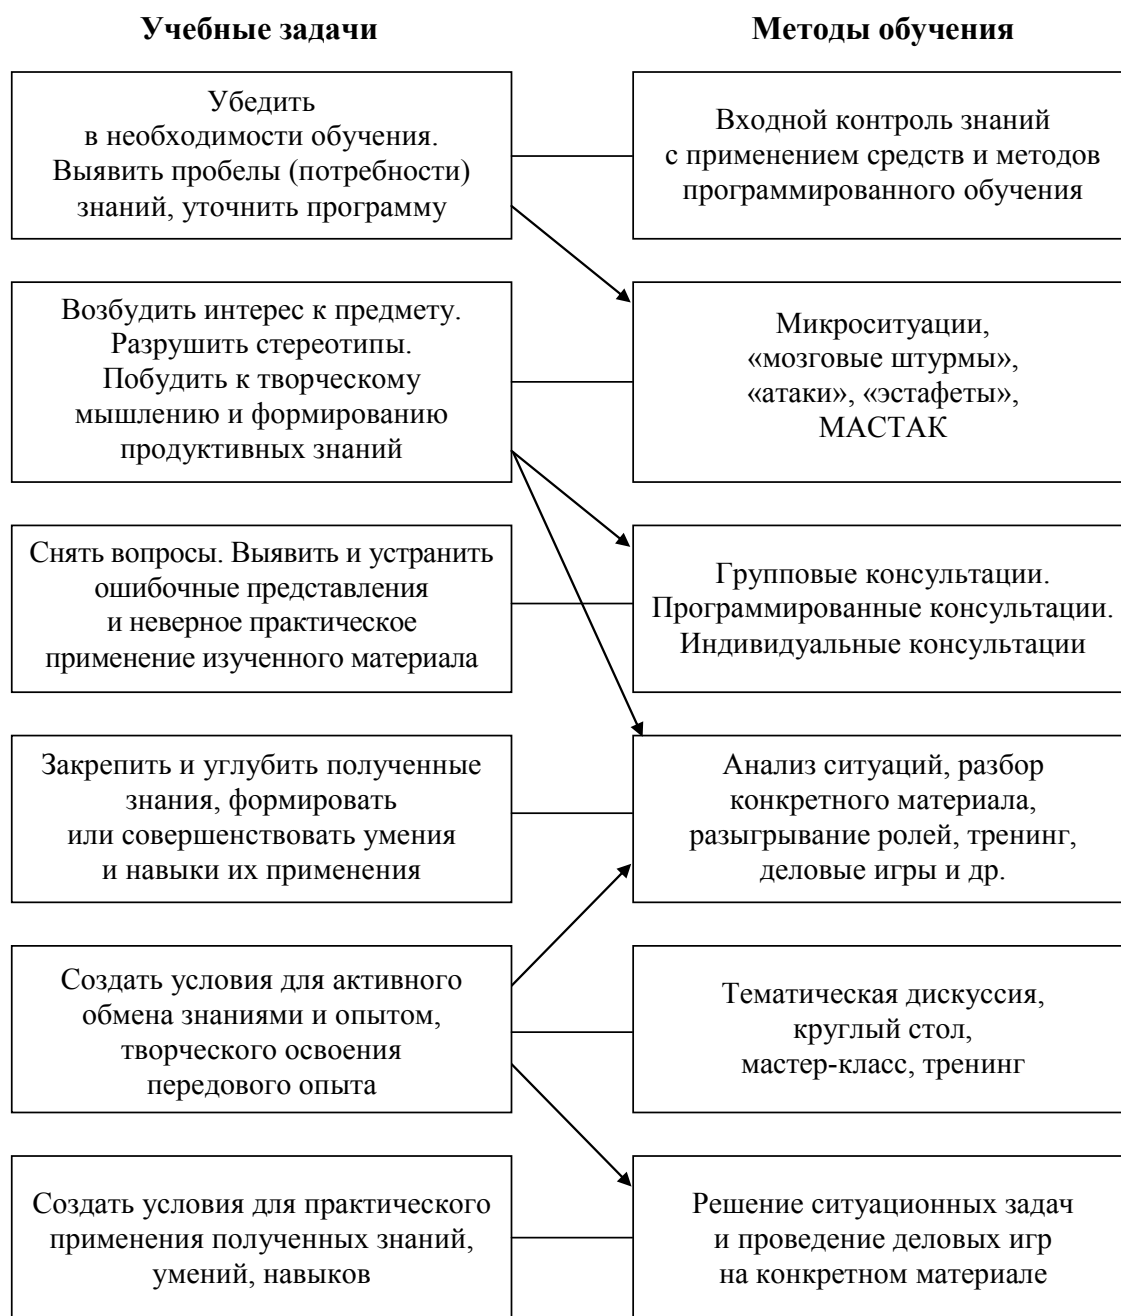 Учебные задачи
Методы обучения
Убедить
в необходимости обучения.
Выявить пробелы (потребности)
знаний, уточнить программу
Входной контроль знаний
с применением средств и методов
программированного обучения
Возбудить интерес к предмету.
Разрушить стереотипы.
Побудить к творческому
мышлению и формированию
продуктивных знаний
Микроситуации,
«мозговые штурмы»,
«атаки», «эстафеты»,
МАСТАК
Снять вопросы. Выявить и устранить
ошибочные представления
и неверное практическое
применение изученного материала
Групповые консультации.
Программированные консультации.
Индивидуальные консультации
Закрепить и углубить полученные
знания, формировать
или совершенствовать умения
и навыки их применения
Анализ ситуаций, разбор
конкретного материала,
разыгрывание ролей, тренинг,
деловые игры и др.
Создать условия для активного
обмена знаниями и опытом,
творческого освоения
передового опыта
Тематическая дискуссия,
круглый стол,
мастер-класс, тренинг
Создать условия для практического
применения полученных знаний,
умений, навыков
Решение ситуационных задач
и проведение деловых игр
на конкретном материале